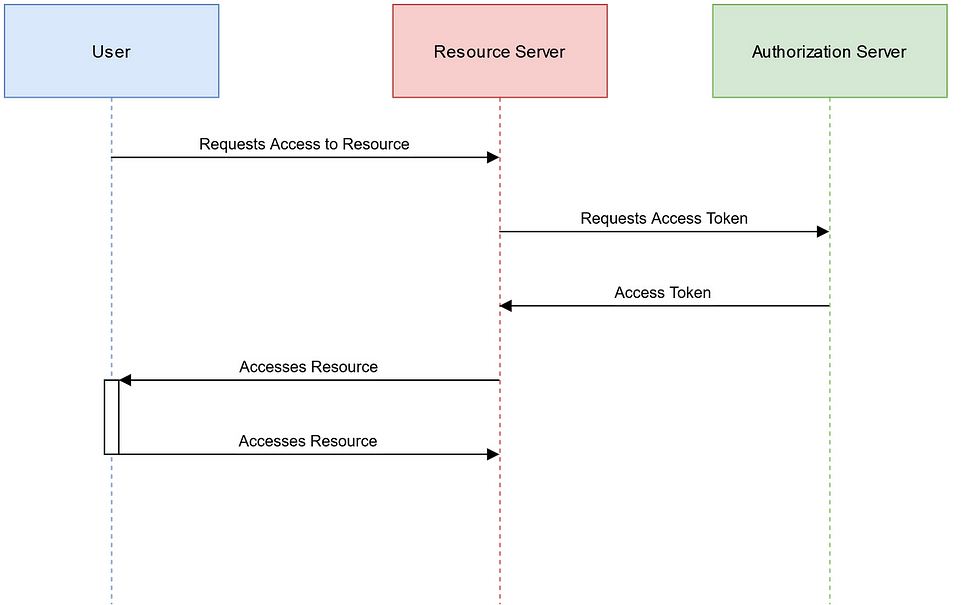 User
Resource Server
Authorization Server
Requests Access to Resource
Requests Access Token
Access Token
Accesses Resource
Accesses Resource